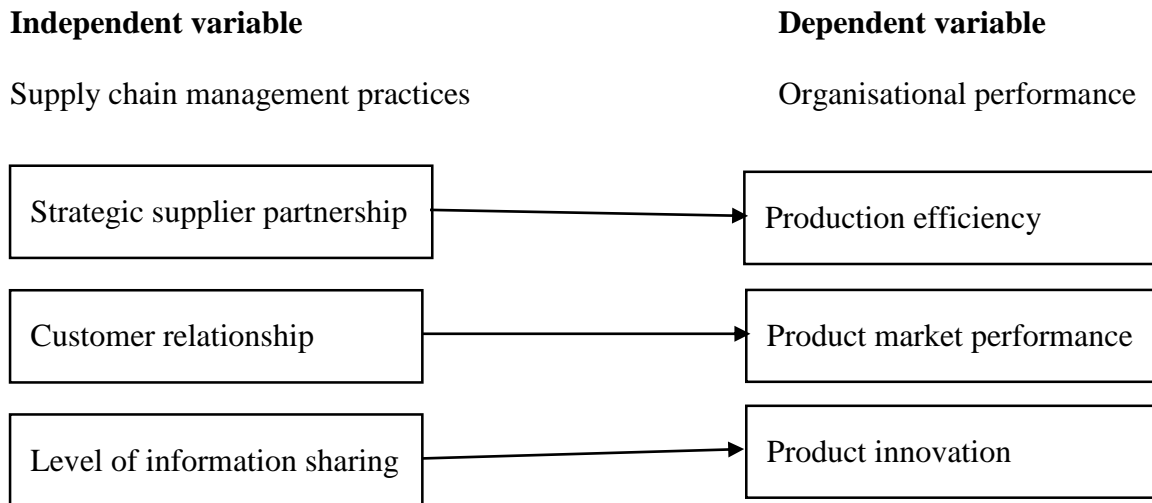 Independent variable
Dependent variable
Supply chain management practices
Organisational performance
Strategic supplier partnership
Production efficiency
Customer relationship
Product market performance
Level of information sharing
Product innovation